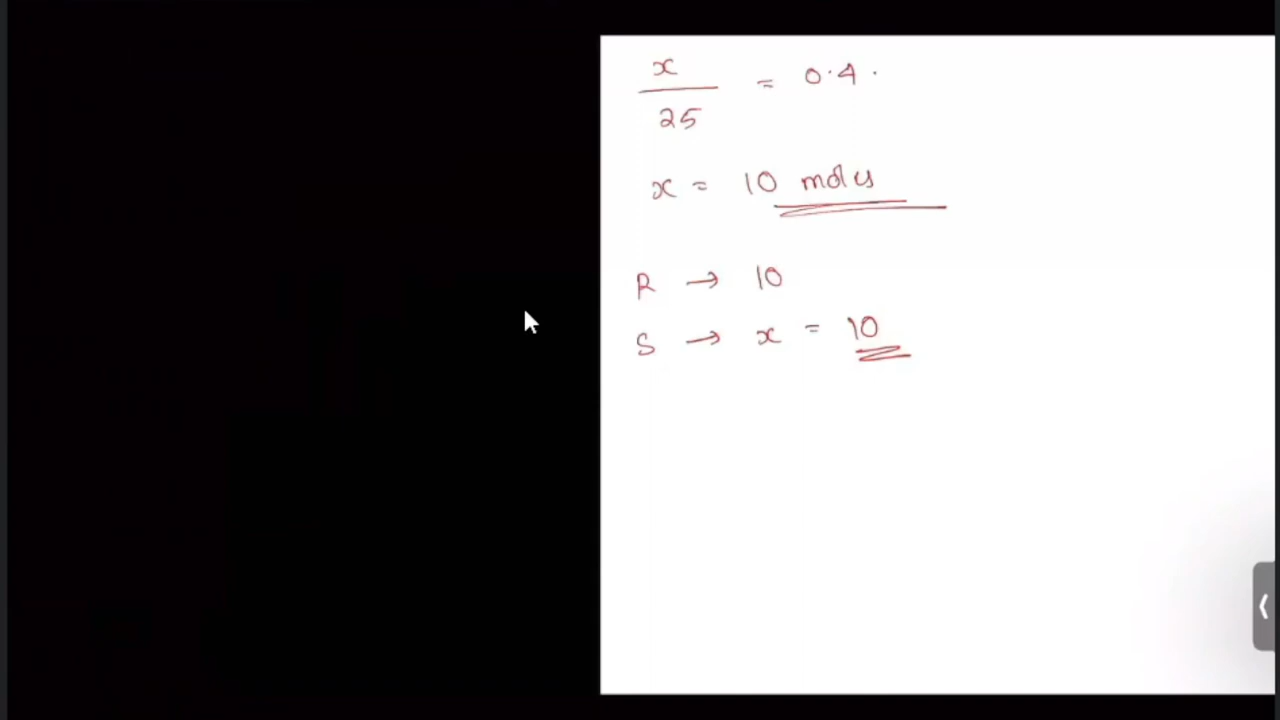 x
25
= 0.4.
x = 10 moles
R → 10
S → x = 10